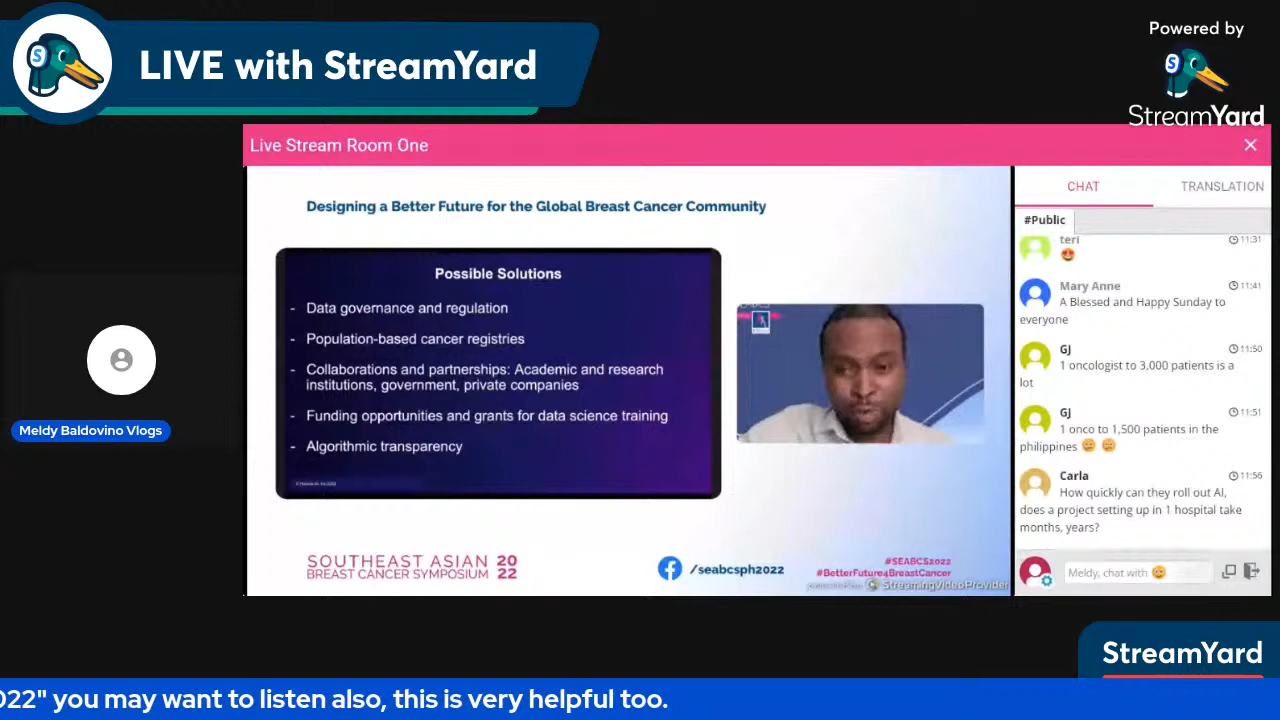 LIVE with StreamYard
Powered by
StreamYard
Live Stream Room One
Designing a Better Future for the Global Breast Cancer Community
Possible Solutions
- Data governance and regulation
- Population-based cancer registries
- Collaborations and partnerships: Academic and research
institutions, government, private companies
- Funding opportunities and grants for data science training
- Algorithmic transparency
SOUTHEAST ASIAN 20
BREAST CANCER SYMPOSIUM 22
/seabcsph2022
#SEABCS2022
#BetterFuture4BreastCancer
StreamingVideoProvider
CHAT
TRANSLATION
#Public
teri 11:31
Mary Anne 11:41
A Blessed and Happy Sunday to
everyone
GJ 11:50
1 oncologist to 3,000 patients is a
lot
GJ 11:51
1 onco to 1,500 patients in the
philippines
Carla 11:56
How quickly can they roll out AI,
does a project setting up in 1 hospital take
months, years?
Meldy, chat with
Meldy Baldovino Vlogs
StreamYard
022" you may want to listen also, this is very helpful too.